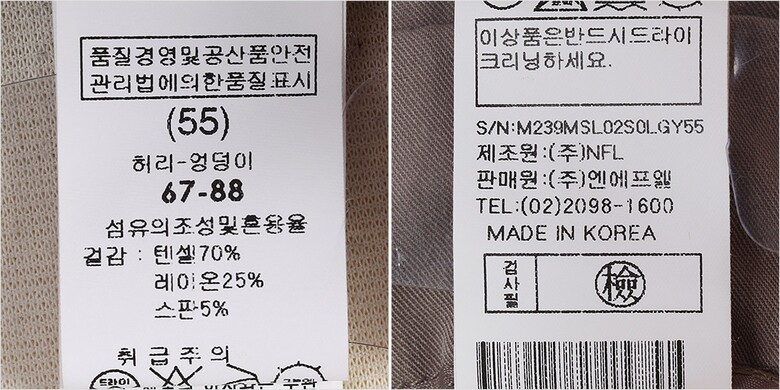 품질경영및공산품안전
관리법에의한품질표시
(55)
허리-엉덩이
67-88
섬유의조성및혼용율
겉감 : 텐셀70%
레이온25%
스판5%
취급주의
드라이
이상품은반드시드라이
크리닝하세요.
S/N:M239MSL02S0LGY55
제조원:(주)NFL
판매원:(주)엔에프엘
TEL:(02)2098-1600
MADE IN KOREA
검사필
檢